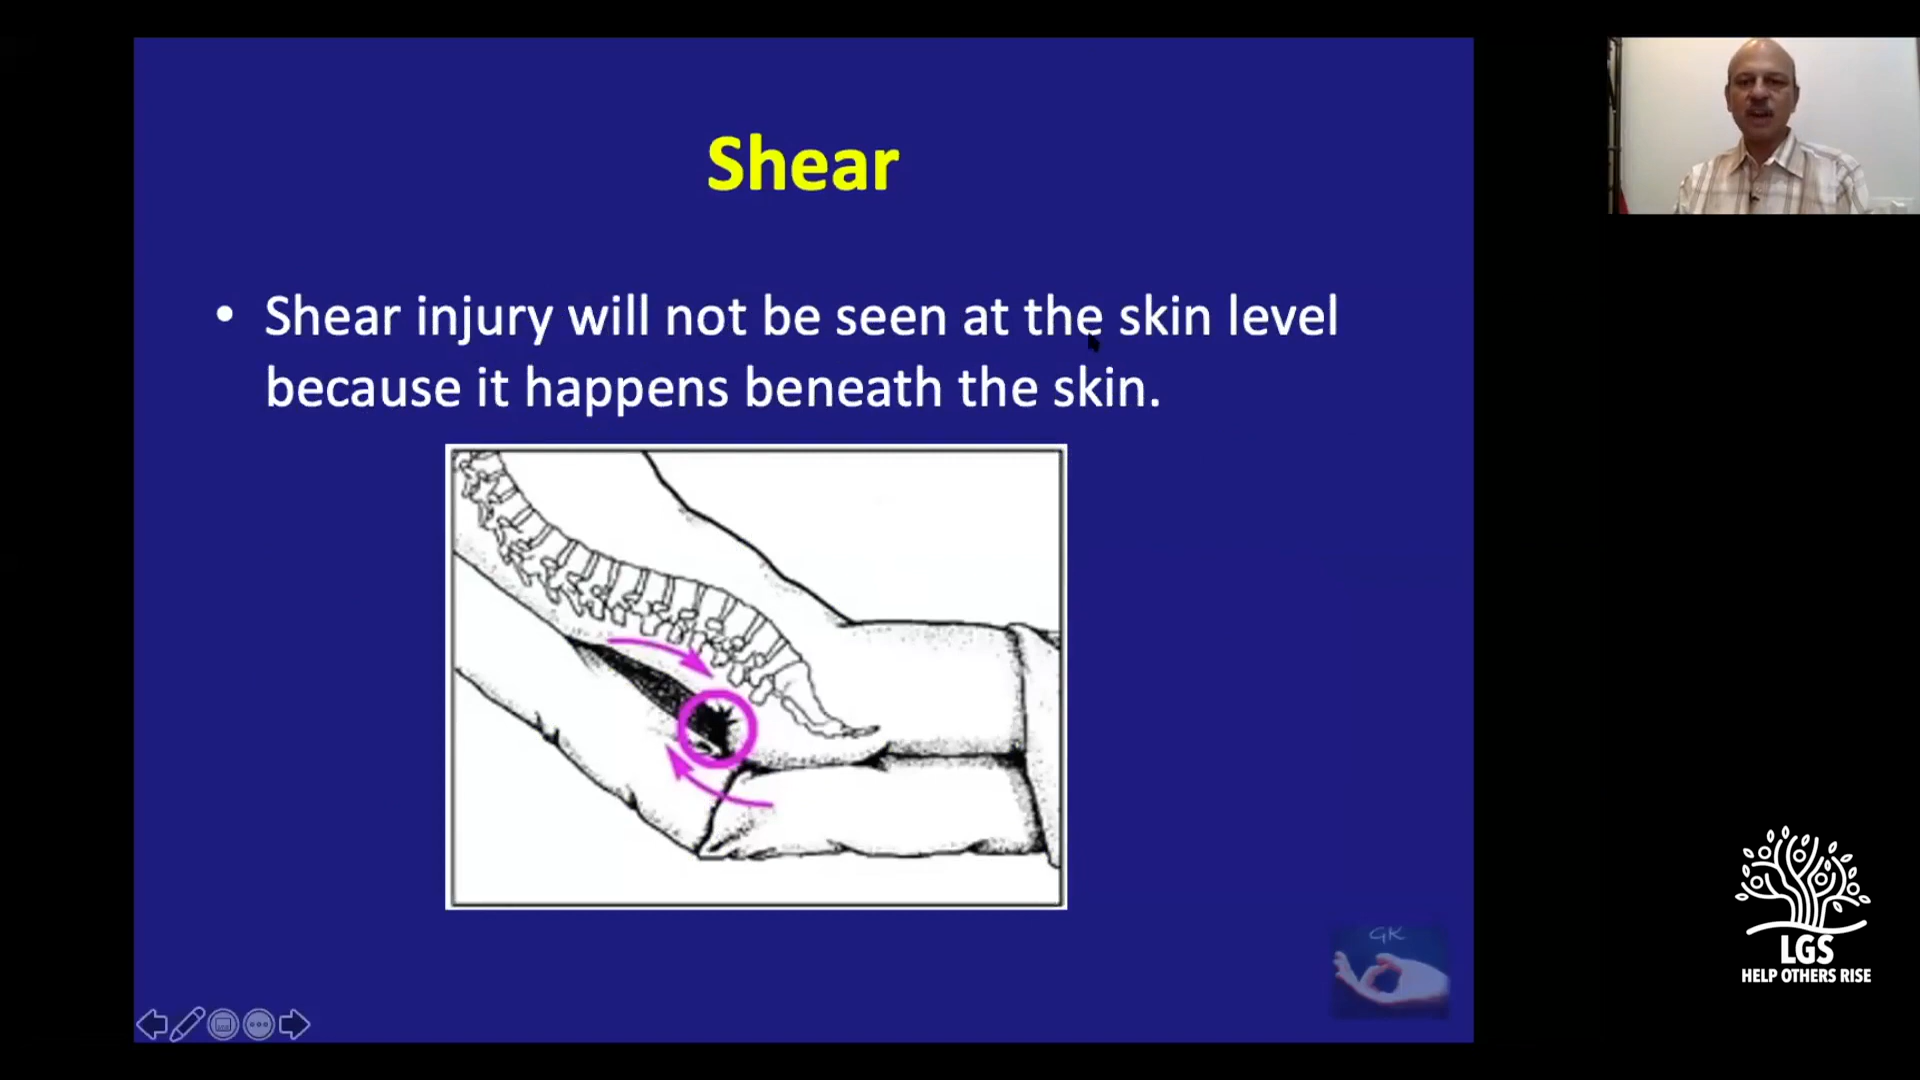 Shear
• Shear injury will not be seen at the skin level
because it happens beneath the skin.
GK
LGS
HELP OTHERS RISE